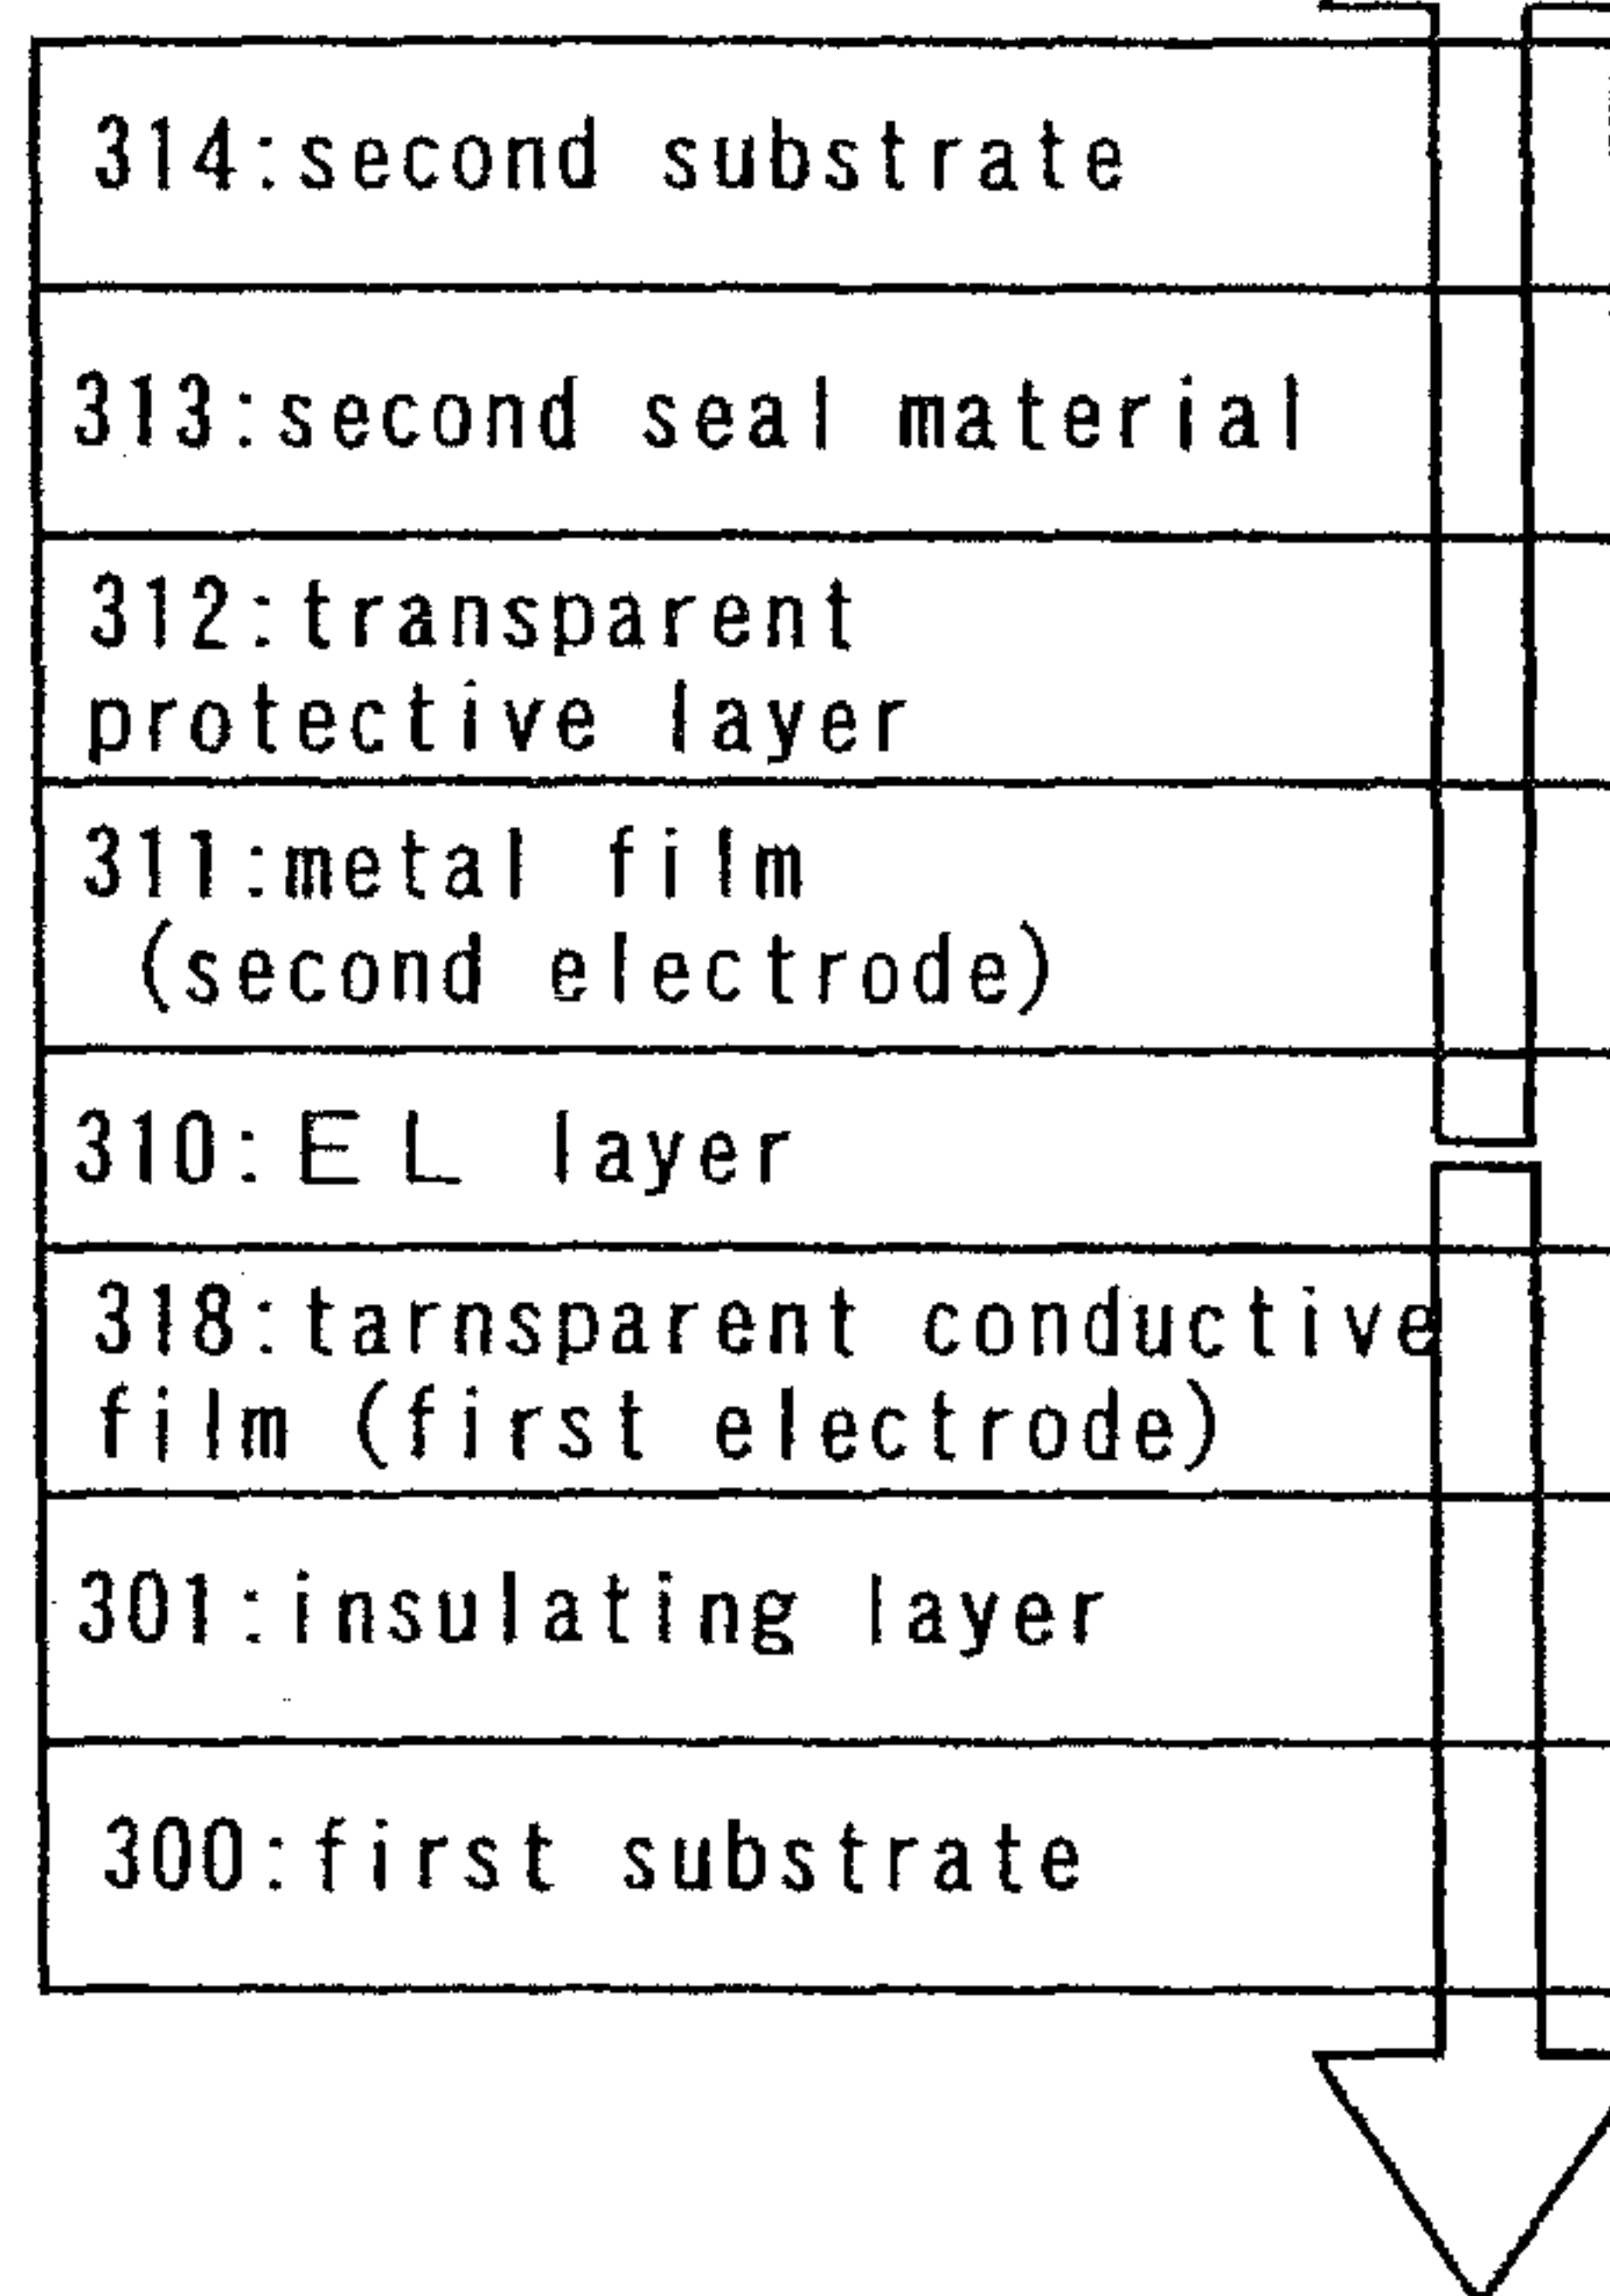 314:second substrate
313:second seal material
312:transparent
protective layer
311:metal film
(second electrode)
310:EL layer
318:tarnsparent conductive
film (first electrode)
301:insulating layer
300:first substrate